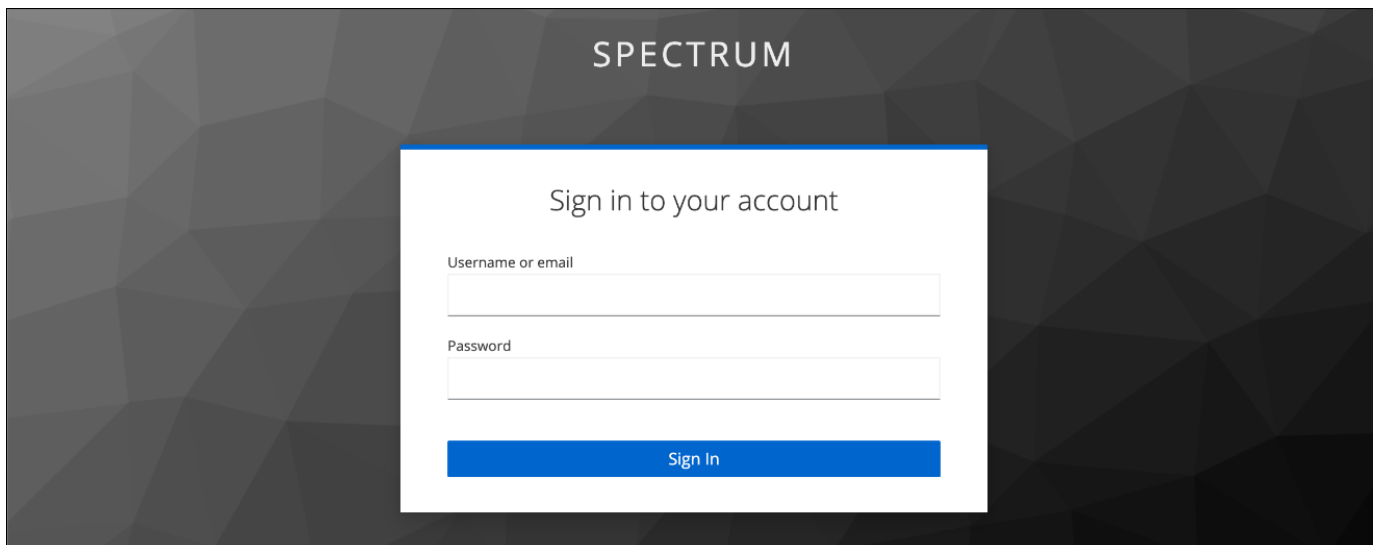 SPECTRUM
Sign in to your account
Username or email
Password
Sign In